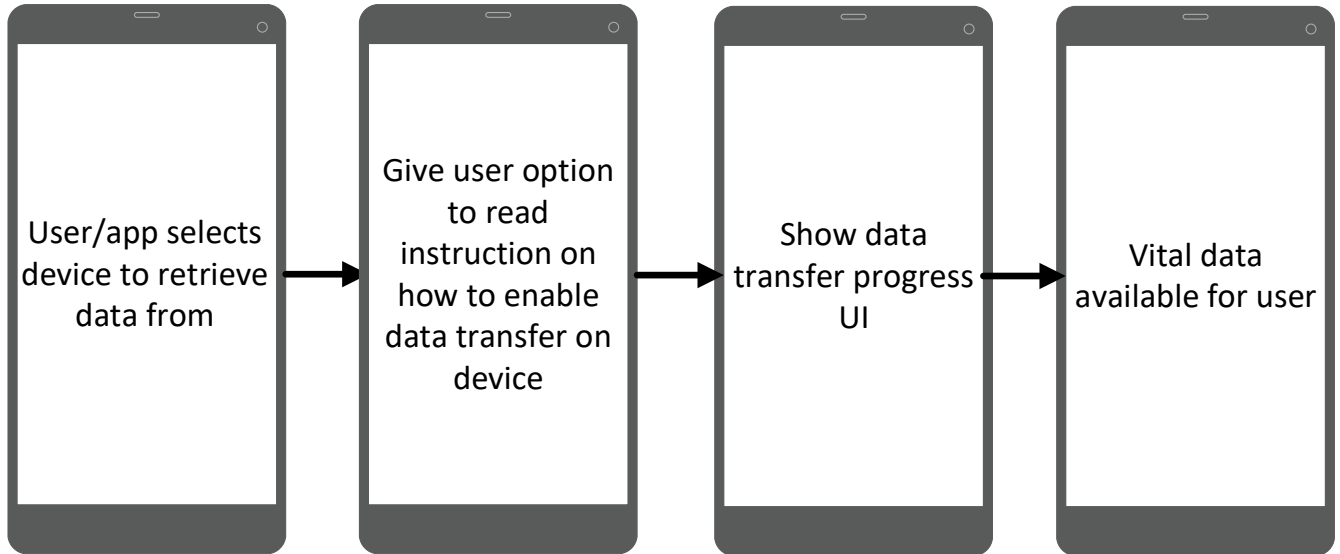 User/app selects
device to retrieve
data from
Give user option
to read
instruction on
how to enable
data transfer on
device
Show data
transfer progress
UI
Vital data
available for user